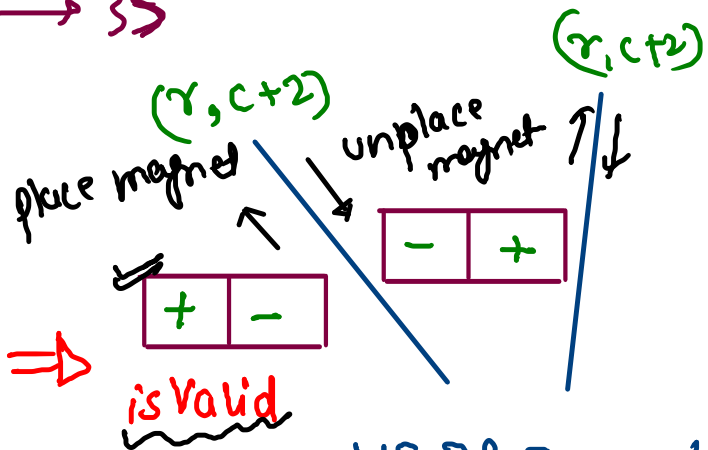 (r, c+2)
(r, c+2)
place magnet
unplace
magnet
- +
+ -
isValid